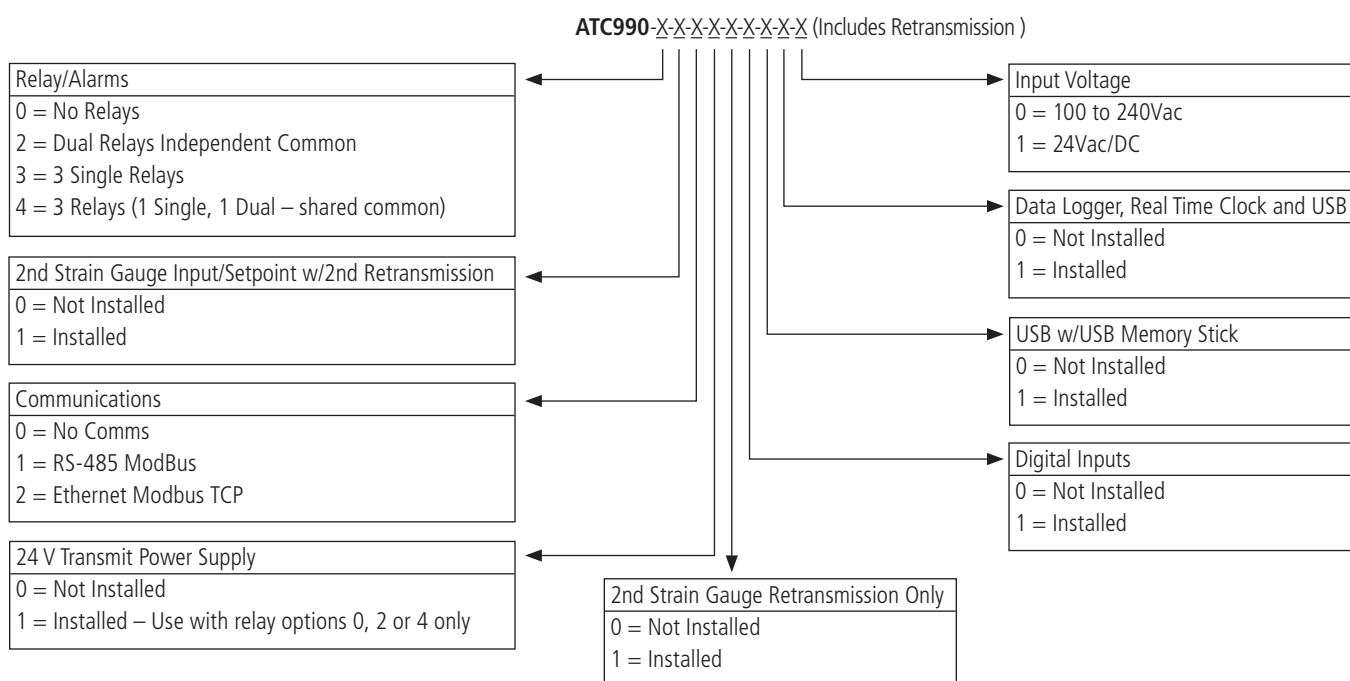 ATC990-X-X-X-X-X-X-X-X-X (Includes Retransmission )
Relay/Alarms
0 = No Relays
2 = Dual Relays Independent Common
3 = 3 Single Relays
4 = 3 Relays (1 Single, 1 Dual – shared common)
2nd Strain Gauge Input/Setpoint w/2nd Retransmission
0 = Not Installed
1 = Installed
Communications
0 = No Comms
1 = RS-485 ModBus
2 = Ethernet Modbus TCP
24 V Transmit Power Supply
0 = Not Installed
1 = Installed – Use with relay options 0, 2 or 4 only
2nd Strain Gauge Retransmission Only
0 = Not Installed
1 = Installed
Input Voltage
0 = 100 to 240Vac
1 = 24Vac/DC
Data Logger, Real Time Clock and USB
0 = Not Installed
1 = Installed
USB w/USB Memory Stick
0 = Not Installed
1 = Installed
Digital Inputs
0 = Not Installed
1 = Installed